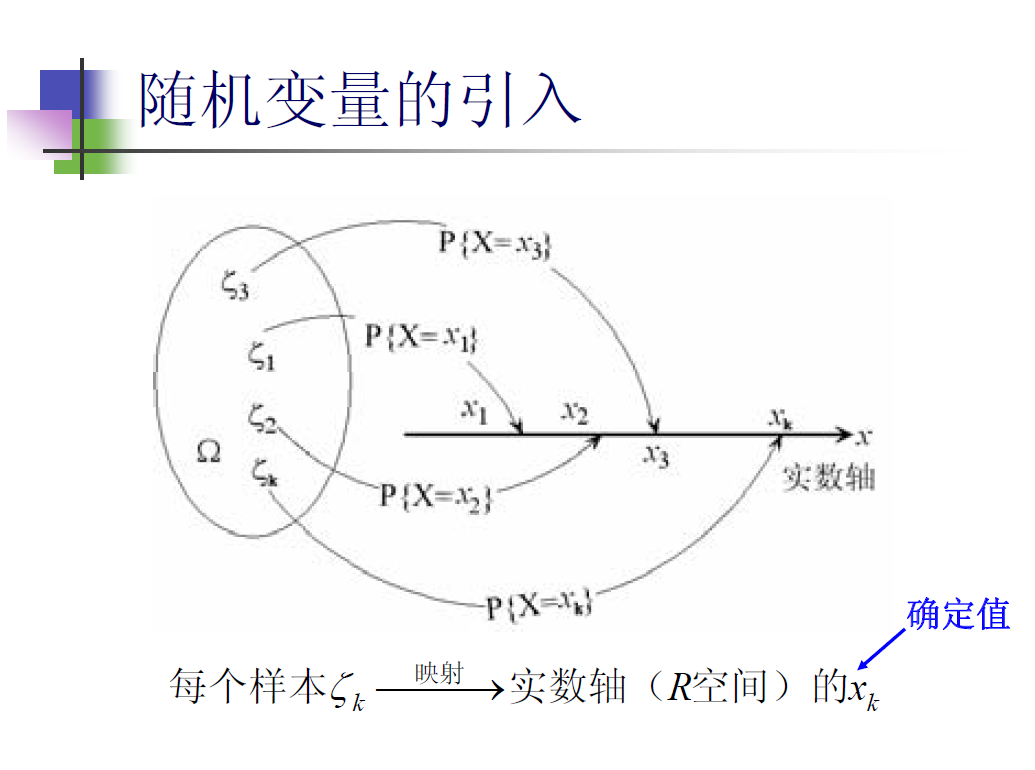 随机变量的引入
P{X=x₃}
ζ₃
P{X=x₁}
ζ₁
x₁ x₂ xₖ
ζ₂
x
Ω
x₃
ζₖ
实数轴
P{X=x₂}
P{X=xₖ}
确定值
映射
每个样本ζₖ ⟶ 实数轴（R空间）的xₖ